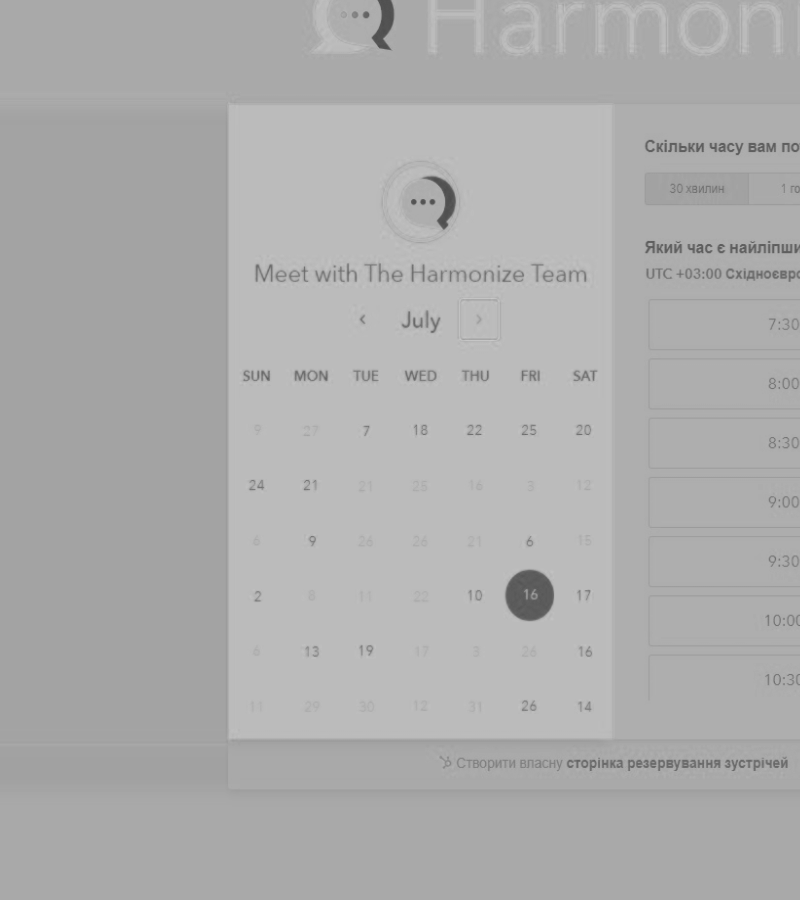 Harmoni
Meet with The Harmonize Team
‹ July ›
SUN MON TUE WED THU FRI SAT
9 27 7 18 22 25 20
24 21 21 25 16 3 12
6 9 26 26 21 6 15
2 8 11 22 10 16 17
6 13 19 17 3 26 16
11 29 30 12 31 26 14
Скільки часу вам по
30 хвилин 1 го
Який час є найліпши
UTC +03:00 Східноєвро
7:30
8:00
8:30
9:00
9:30
10:00
10:30
Створити власну сторінка резервування зустрічей